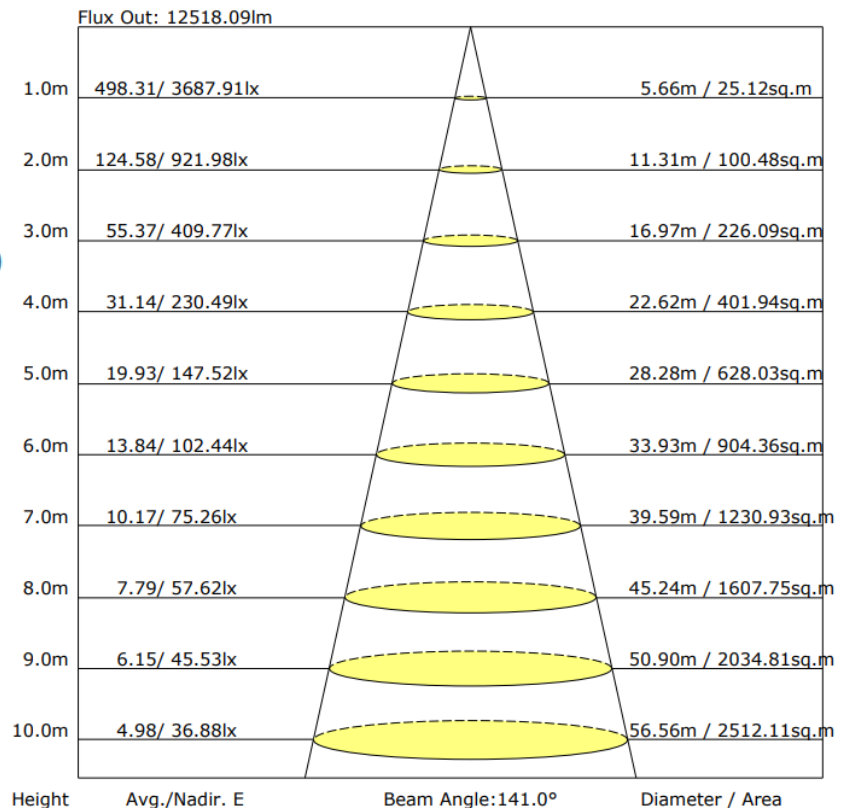 Flux Out: 12518.09lm
1.0m 498.31/ 3687.91lx 5.66m / 25.12sq.m
2.0m 124.58/ 921.98lx 11.31m / 100.48sq.m
3.0m 55.37/ 409.77lx 16.97m / 226.09sq.m
4.0m 31.14/ 230.49lx 22.62m / 401.94sq.m
5.0m 19.93/ 147.52lx 28.28m / 628.03sq.m
6.0m 13.84/ 102.44lx 33.93m / 904.36sq.m
7.0m 10.17/ 75.26lx 39.59m / 1230.93sq.m
8.0m 7.79/ 57.62lx 45.24m / 1607.75sq.m
9.0m 6.15/ 45.53lx 50.90m / 2034.81sq.m
10.0m 4.98/ 36.88lx 56.56m / 2512.11sq.m
Height Avg./Nadir. E Beam Angle:141.0° Diameter / Area